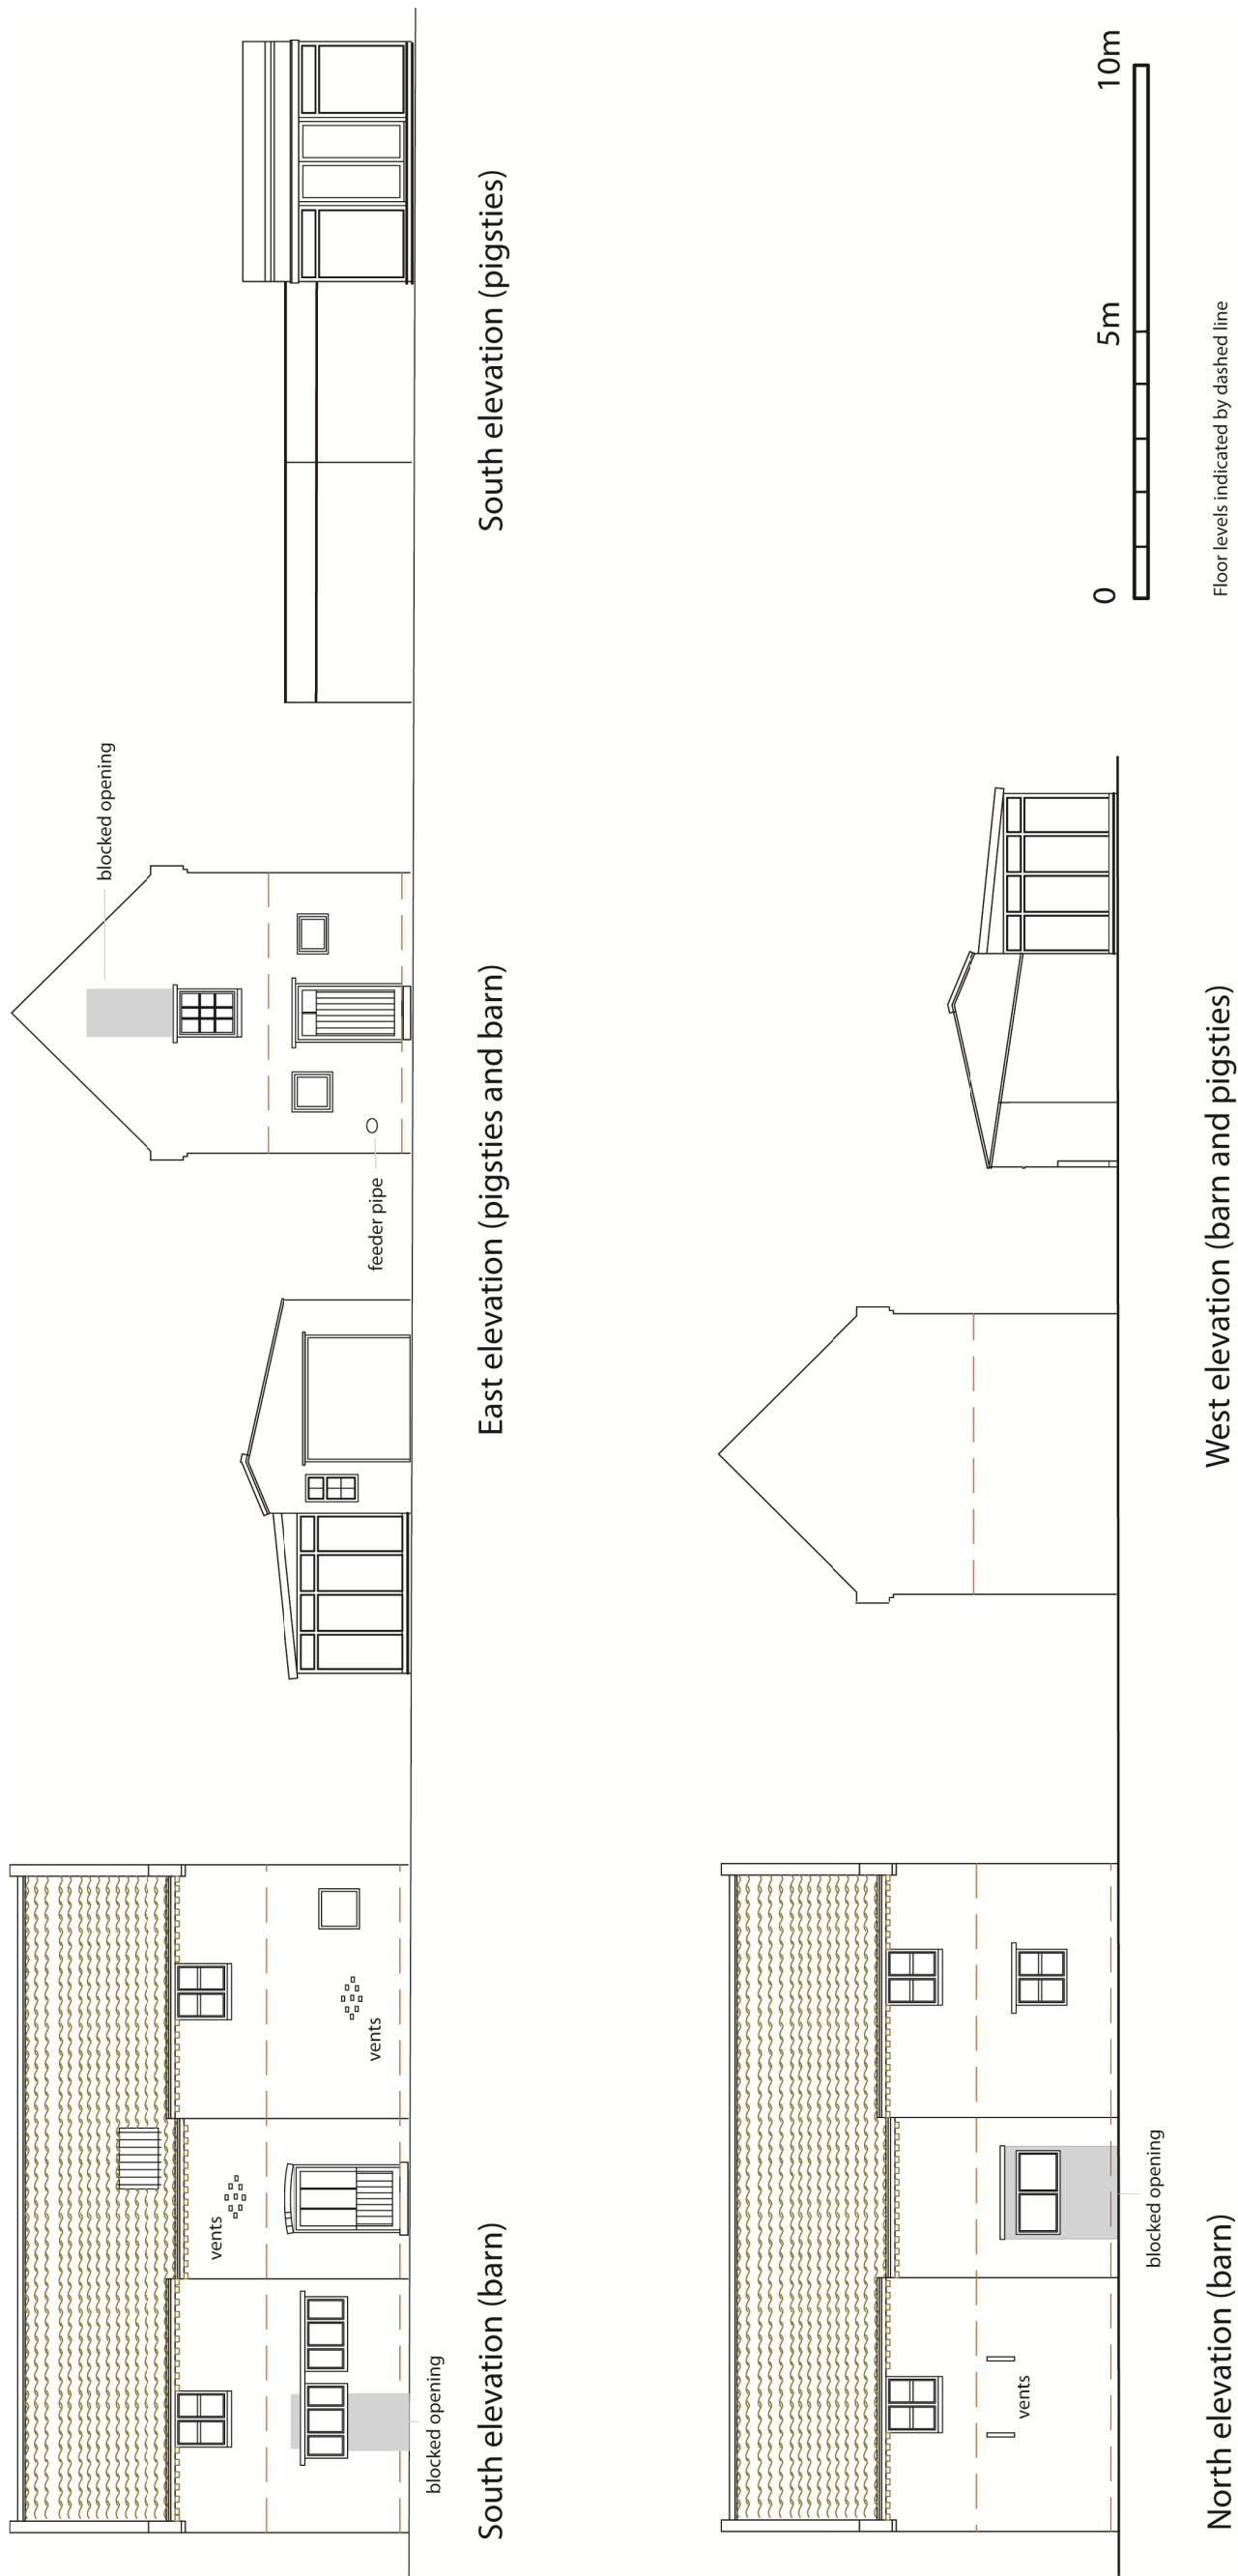 vents
vents
blocked opening
South elevation (barn)
feeder pipe
blocked opening
East elevation (pigsties and barn)
South elevation (pigsties)
vents
blocked opening
North elevation (barn)
West elevation (barn and pigsties)
0 5m 10m
Floor levels indicated by dashed line